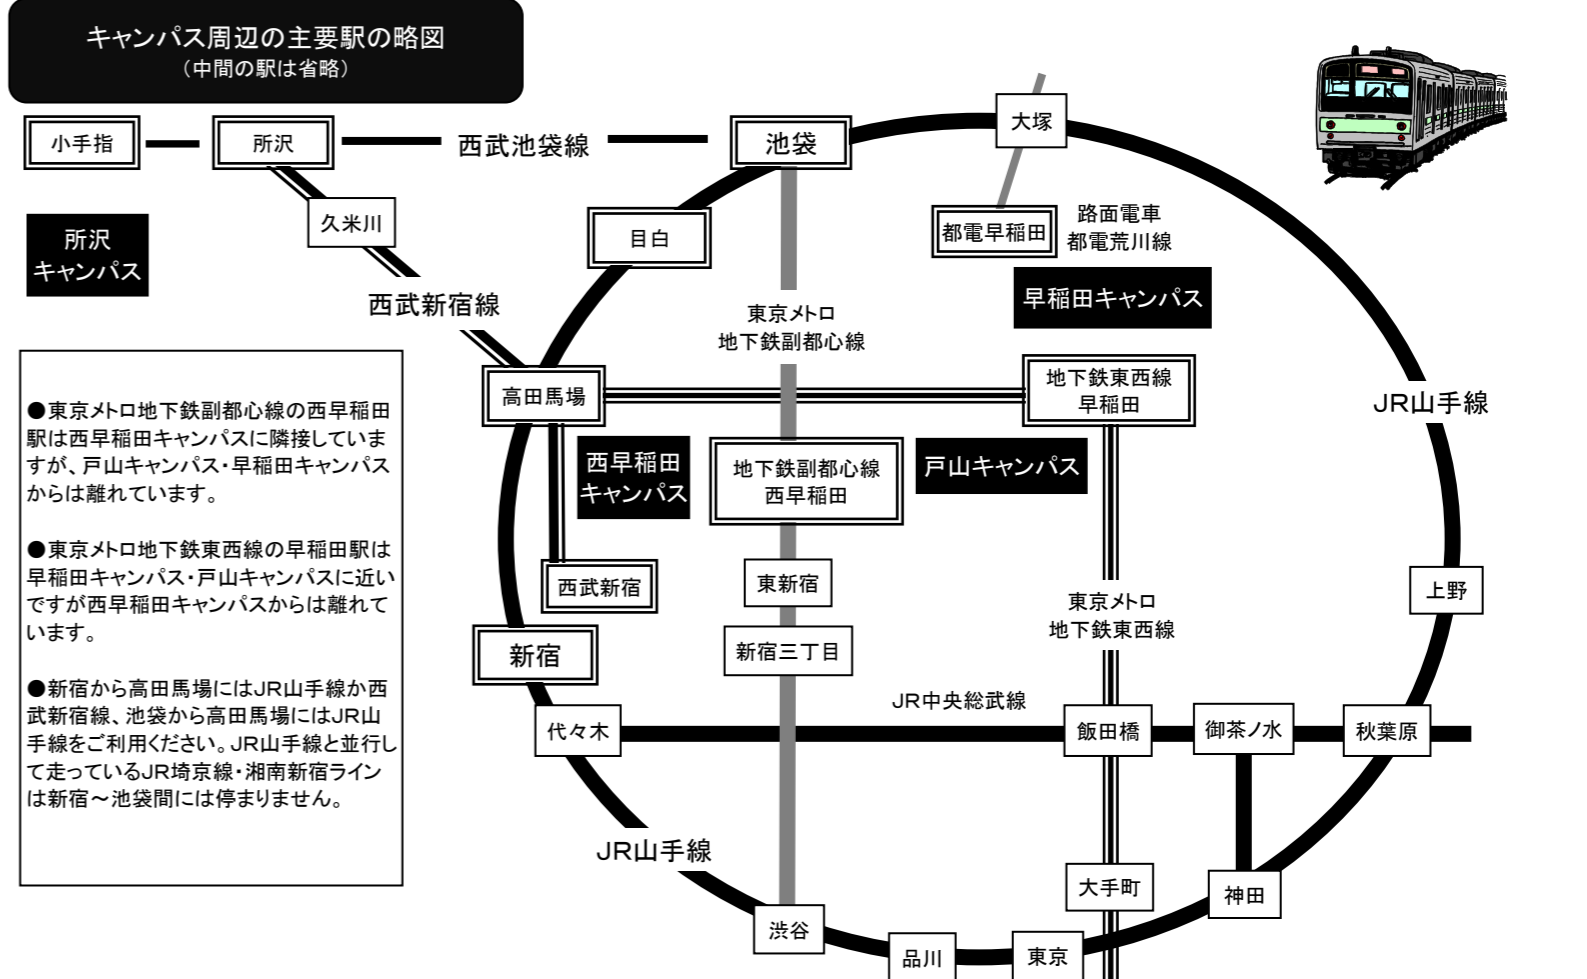 キャンパス周辺の主要駅の略図
（中間の駅は省略）
小手指
所沢
西武池袋線
池袋
大塚
久米川
目白
都電早稲田
路面電車
都電荒川線
所沢
キャンパス
西武新宿線
東京メトロ
地下鉄副都心線
早稲田キャンパス
高田馬場
地下鉄東西線
早稲田
JR山手線
●東京メトロ地下鉄副都心線の西早稲田
駅は西早稲田キャンパスに隣接していま
すが、戸山キャンパス・早稲田キャンパス
からは離れています。
●東京メトロ地下鉄東西線の早稲田駅は
早稲田キャンパス・戸山キャンパスに近い
ですが西早稲田キャンパスからは離れて
います。
●新宿から高田馬場にはJR山手線か西
武新宿線、池袋から高田馬場にはJR山
手線をご利用ください。JR山手線と並行し
て走っているJR埼京線・湘南新宿ライン
は新宿～池袋間には停まりません。
西早稲田
キャンパス
地下鉄副都心線
西早稲田
戸山キャンパス
西武新宿
東新宿
上野
東京メトロ
地下鉄東西線
新宿
新宿三丁目
JR中央総武線
代々木
飯田橋
御茶ノ水
秋葉原
JR山手線
大手町
神田
渋谷
品川
東京